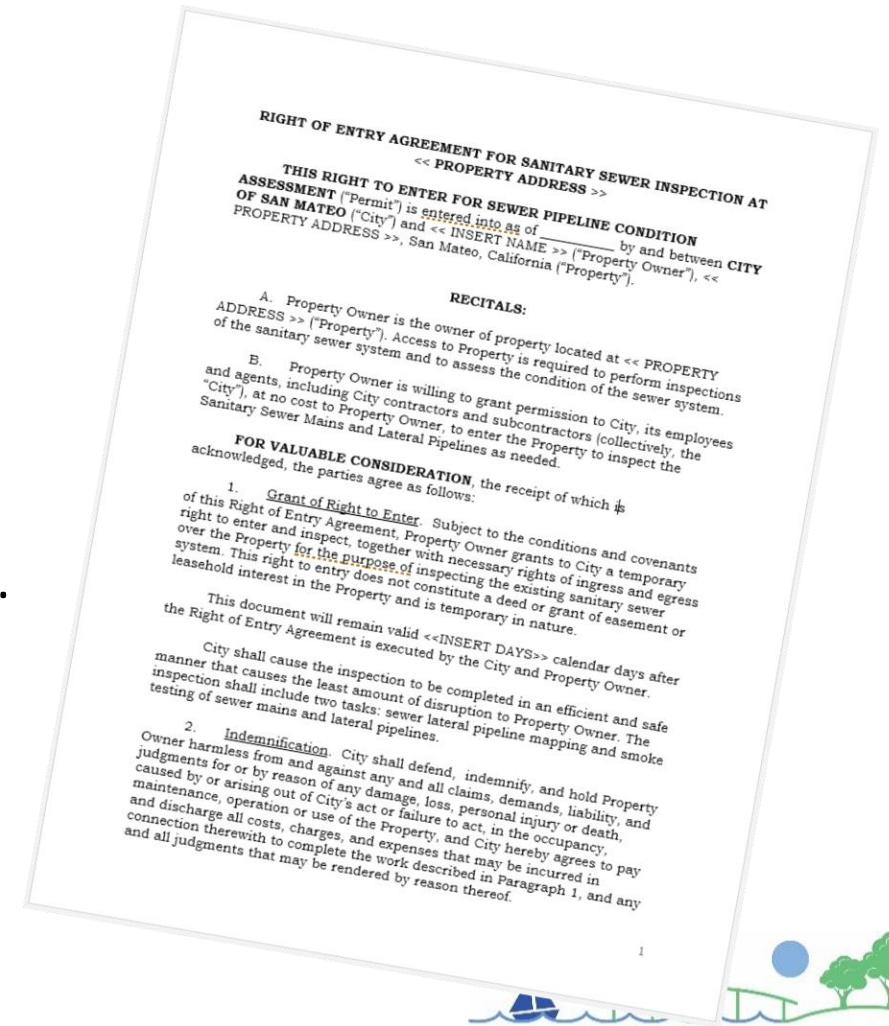 RIGHT OF ENTRY AGREEMENT FOR SANITARY SEWER INSPECTION AT
<< PROPERTY ADDRESS >>
THIS RIGHT TO ENTER FOR SEWER PIPELINE CONDITION
ASSESSMENT ("Permit") is entered into as of __________ by and between CITY
OF SAN MATEO ("City") and << INSERT NAME >> ("Property Owner"), <<
PROPERTY ADDRESS >>, San Mateo, California ("Property").
RECITALS:
A. Property Owner is the owner of property located at << PROPERTY
ADDRESS >> ("Property"). Access to Property is required to perform inspections
of the sanitary sewer system and to assess the condition of the sewer system.
B. Property Owner is willing to grant permission to City, its employees
and agents, including City contractors and subcontractors (collectively, the
"City"), at no cost to Property Owner, to enter the Property to inspect the
Sanitary Sewer Mains and Lateral Pipelines as needed.
FOR VALUABLE CONSIDERATION, the receipt of which is
acknowledged, the parties agree as follows:
1. Grant of Right to Enter. Subject to the conditions and covenants
of this Right of Entry Agreement, Property Owner grants to City a temporary
right to enter and inspect, together with necessary rights of ingress and egress
over the Property for the purpose of inspecting the existing sanitary sewer
system. This right to entry does not constitute a deed or grant of easement or
leasehold interest in the Property and is temporary in nature.
This document will remain valid <<INSERT DAYS>> calendar days after
the Right of Entry Agreement is executed by the City and Property Owner.
City shall cause the inspection to be completed in an efficient and safe
manner that causes the least amount of disruption to Property Owner. The
inspection shall include two tasks: sewer lateral pipeline mapping and smoke
testing of sewer mains and lateral pipelines.
2. Indemnification. City shall defend, indemnify, and hold Property
Owner harmless from and against any and all claims, demands, liability, and
judgments for or by reason of any damage, loss, personal injury or death,
caused by or arising out of City's act or failure to act, in the occupancy,
maintenance, operation or use of the Property, and City hereby agrees to pay
and discharge all costs, charges, and expenses that may be incurred in
connection therewith to complete the work described in Paragraph 1, and any
and all judgments that may be rendered by reason thereof.
1